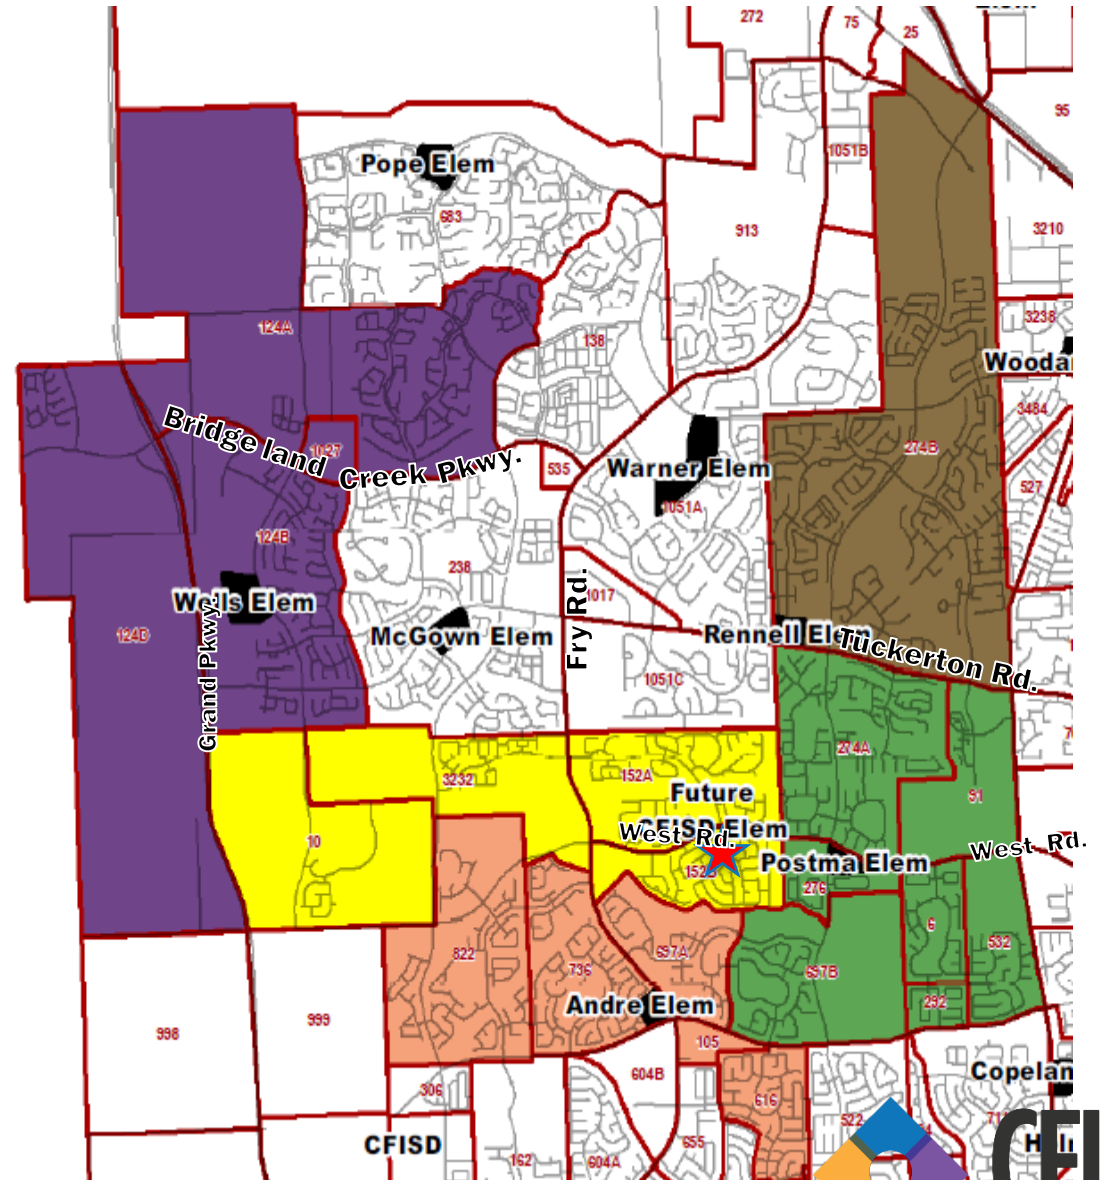 272
75
25
95
1051B
Pope Elem
683
913
3210
124A
3238
138
Wooda
3484
Bridgeland
Creek Pkwy.
1027
535
Warner Elem
274B
527
1051A
124B
238
1017
Wells Elem
Grand Pkwy.
Fry Rd.
124D
McGown Elem
Rennell Elem
Tuckerton Rd.
1051C
274A
3232
152A
Future
CFISD Elem
91
West Rd.
West Rd.
10
Postma Elem
276
6
822
736
697A
697B
532
Andre Elem
292
998
999
105
604B
Copelan
306
616
522
CFISD
162
604A
655
CFI